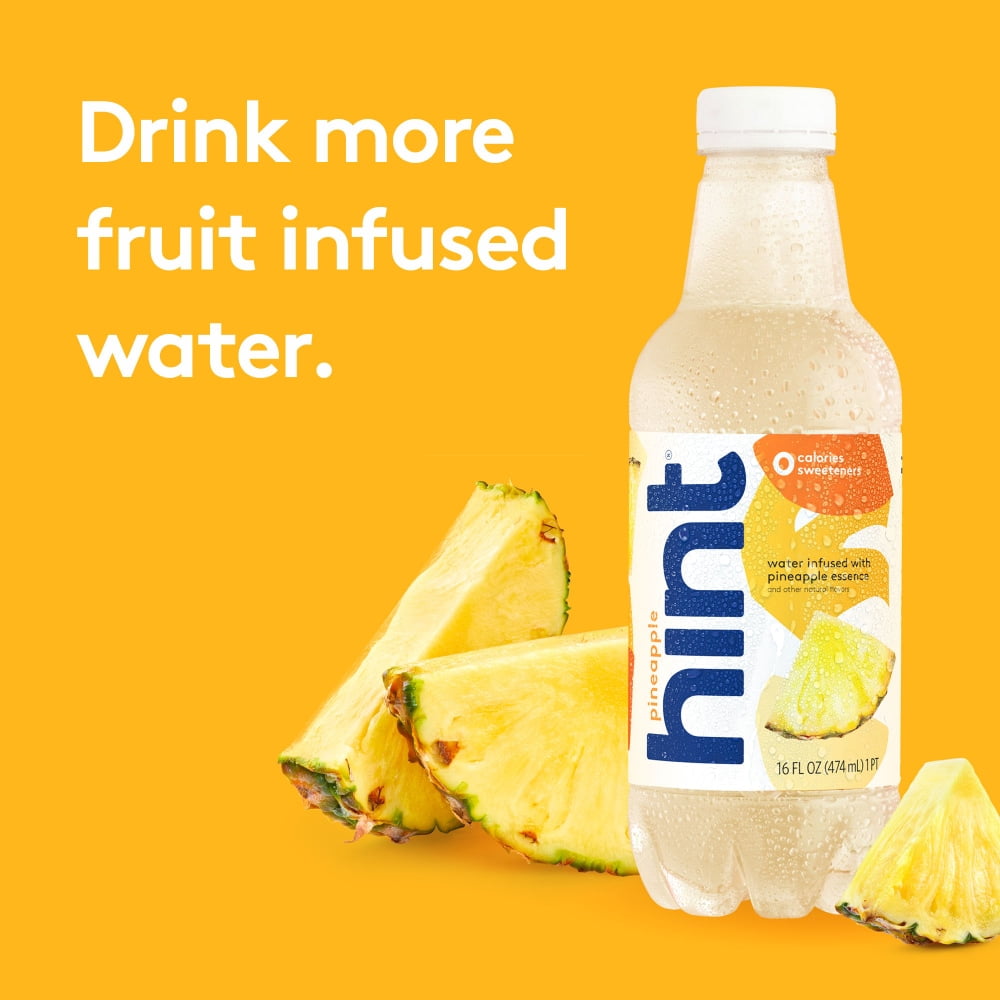 Drink more
fruit infused
water.
hint®
pineapple
0 calories
sweeteners
water infused with
pineapple essence
and other natural flavors
16 FL OZ (474 mL) 1 PT